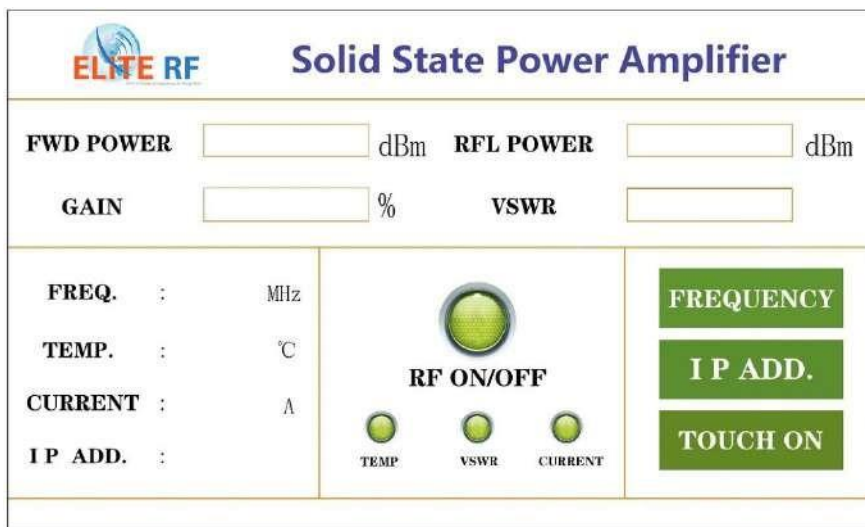 ELITE RF
Solid State Power Amplifier
FWD POWER dBm RFL POWER dBm
GAIN % VSWR
FREQ. : MHz
TEMP. : ℃
CURRENT : A
I P ADD. :
RF ON/OFF
TEMP VSWR CURRENT
FREQUENCY
I P ADD.
TOUCH ON